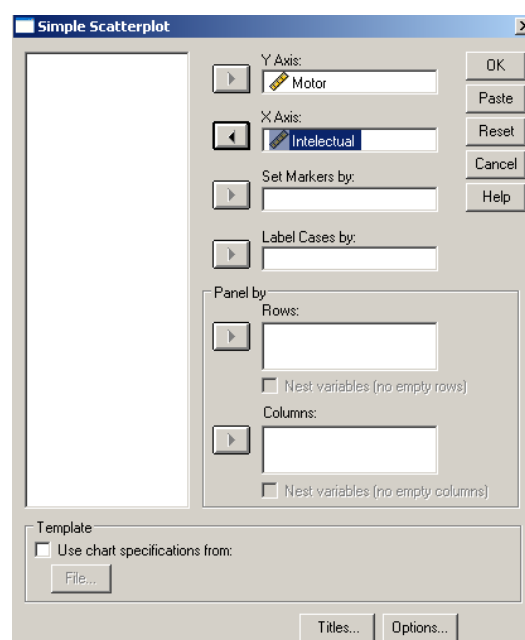 Simple Scatterplot
Y Axis:
Motor
OK
Paste
X Axis:
Intelectual
Reset
Cancel
Set Markers by:
Help
Label Cases by:
Panel by
Rows:
Nest variables (no empty rows)
Columns:
Nest variables (no empty columns)
Template
Use chart specifications from:
File...
Titles...
Options...